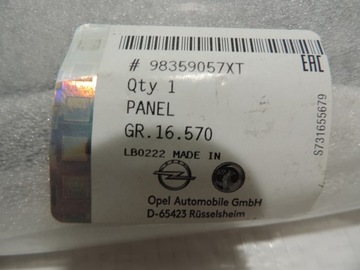 # 98359057XT
EAC
Qty 1
PANEL
GR.16.570
LB0222 MADE IN
Opel Automobile GmbH
D-65423 Rüsselsheim
S731655679